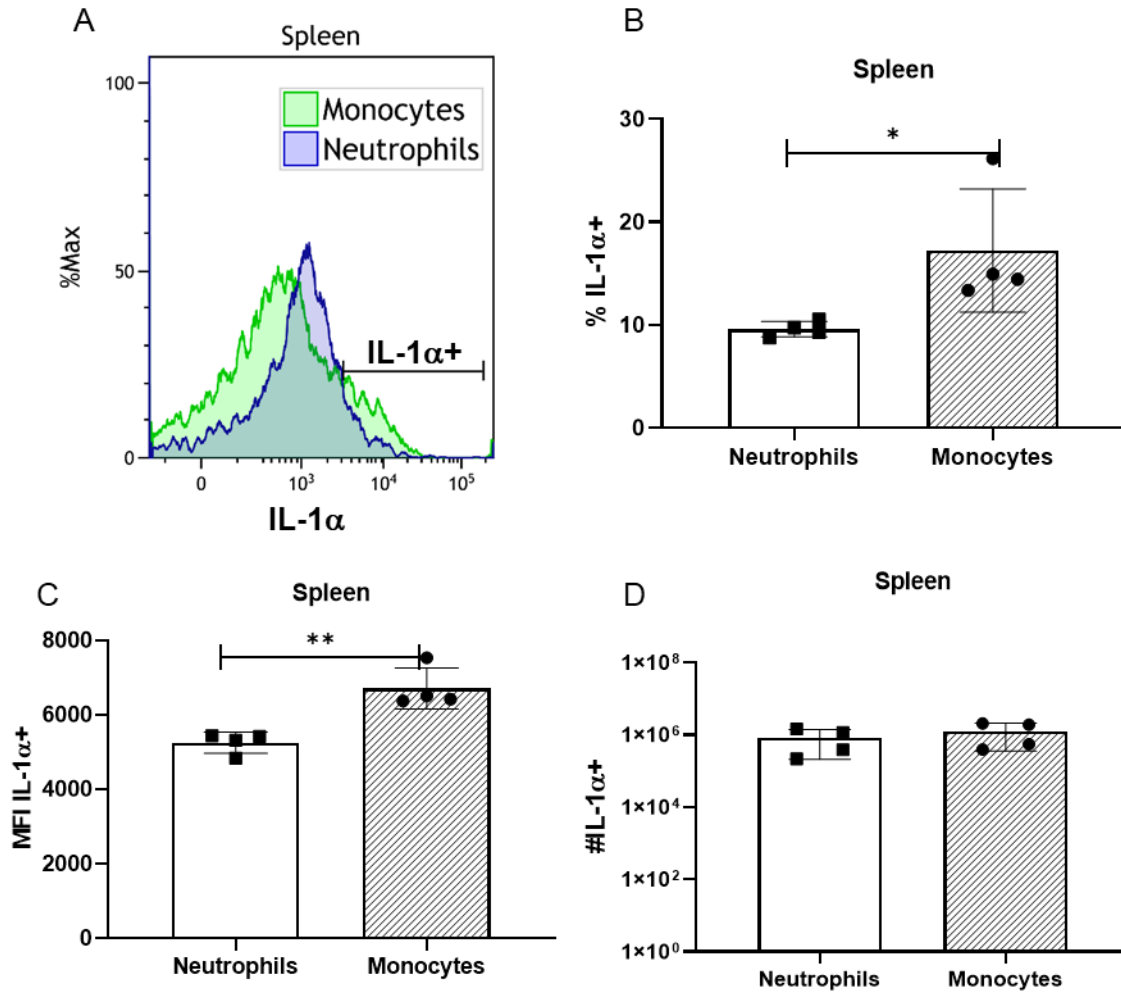 A
Spleen
100
50
0
%Max
Monocytes
Neutrophils
IL-1α+
0
10³
10⁴
10⁵
IL-1α
B
Spleen
*
30
20
10
0
% IL-1α+
Neutrophils
Monocytes
C
Spleen
**
8000
6000
4000
2000
0
MFI IL-1α+
Neutrophils
Monocytes
D
Spleen
1×10⁸
1×10⁶
1×10⁴
1×10²
1×10⁰
#IL-1α+
Neutrophils
Monocytes